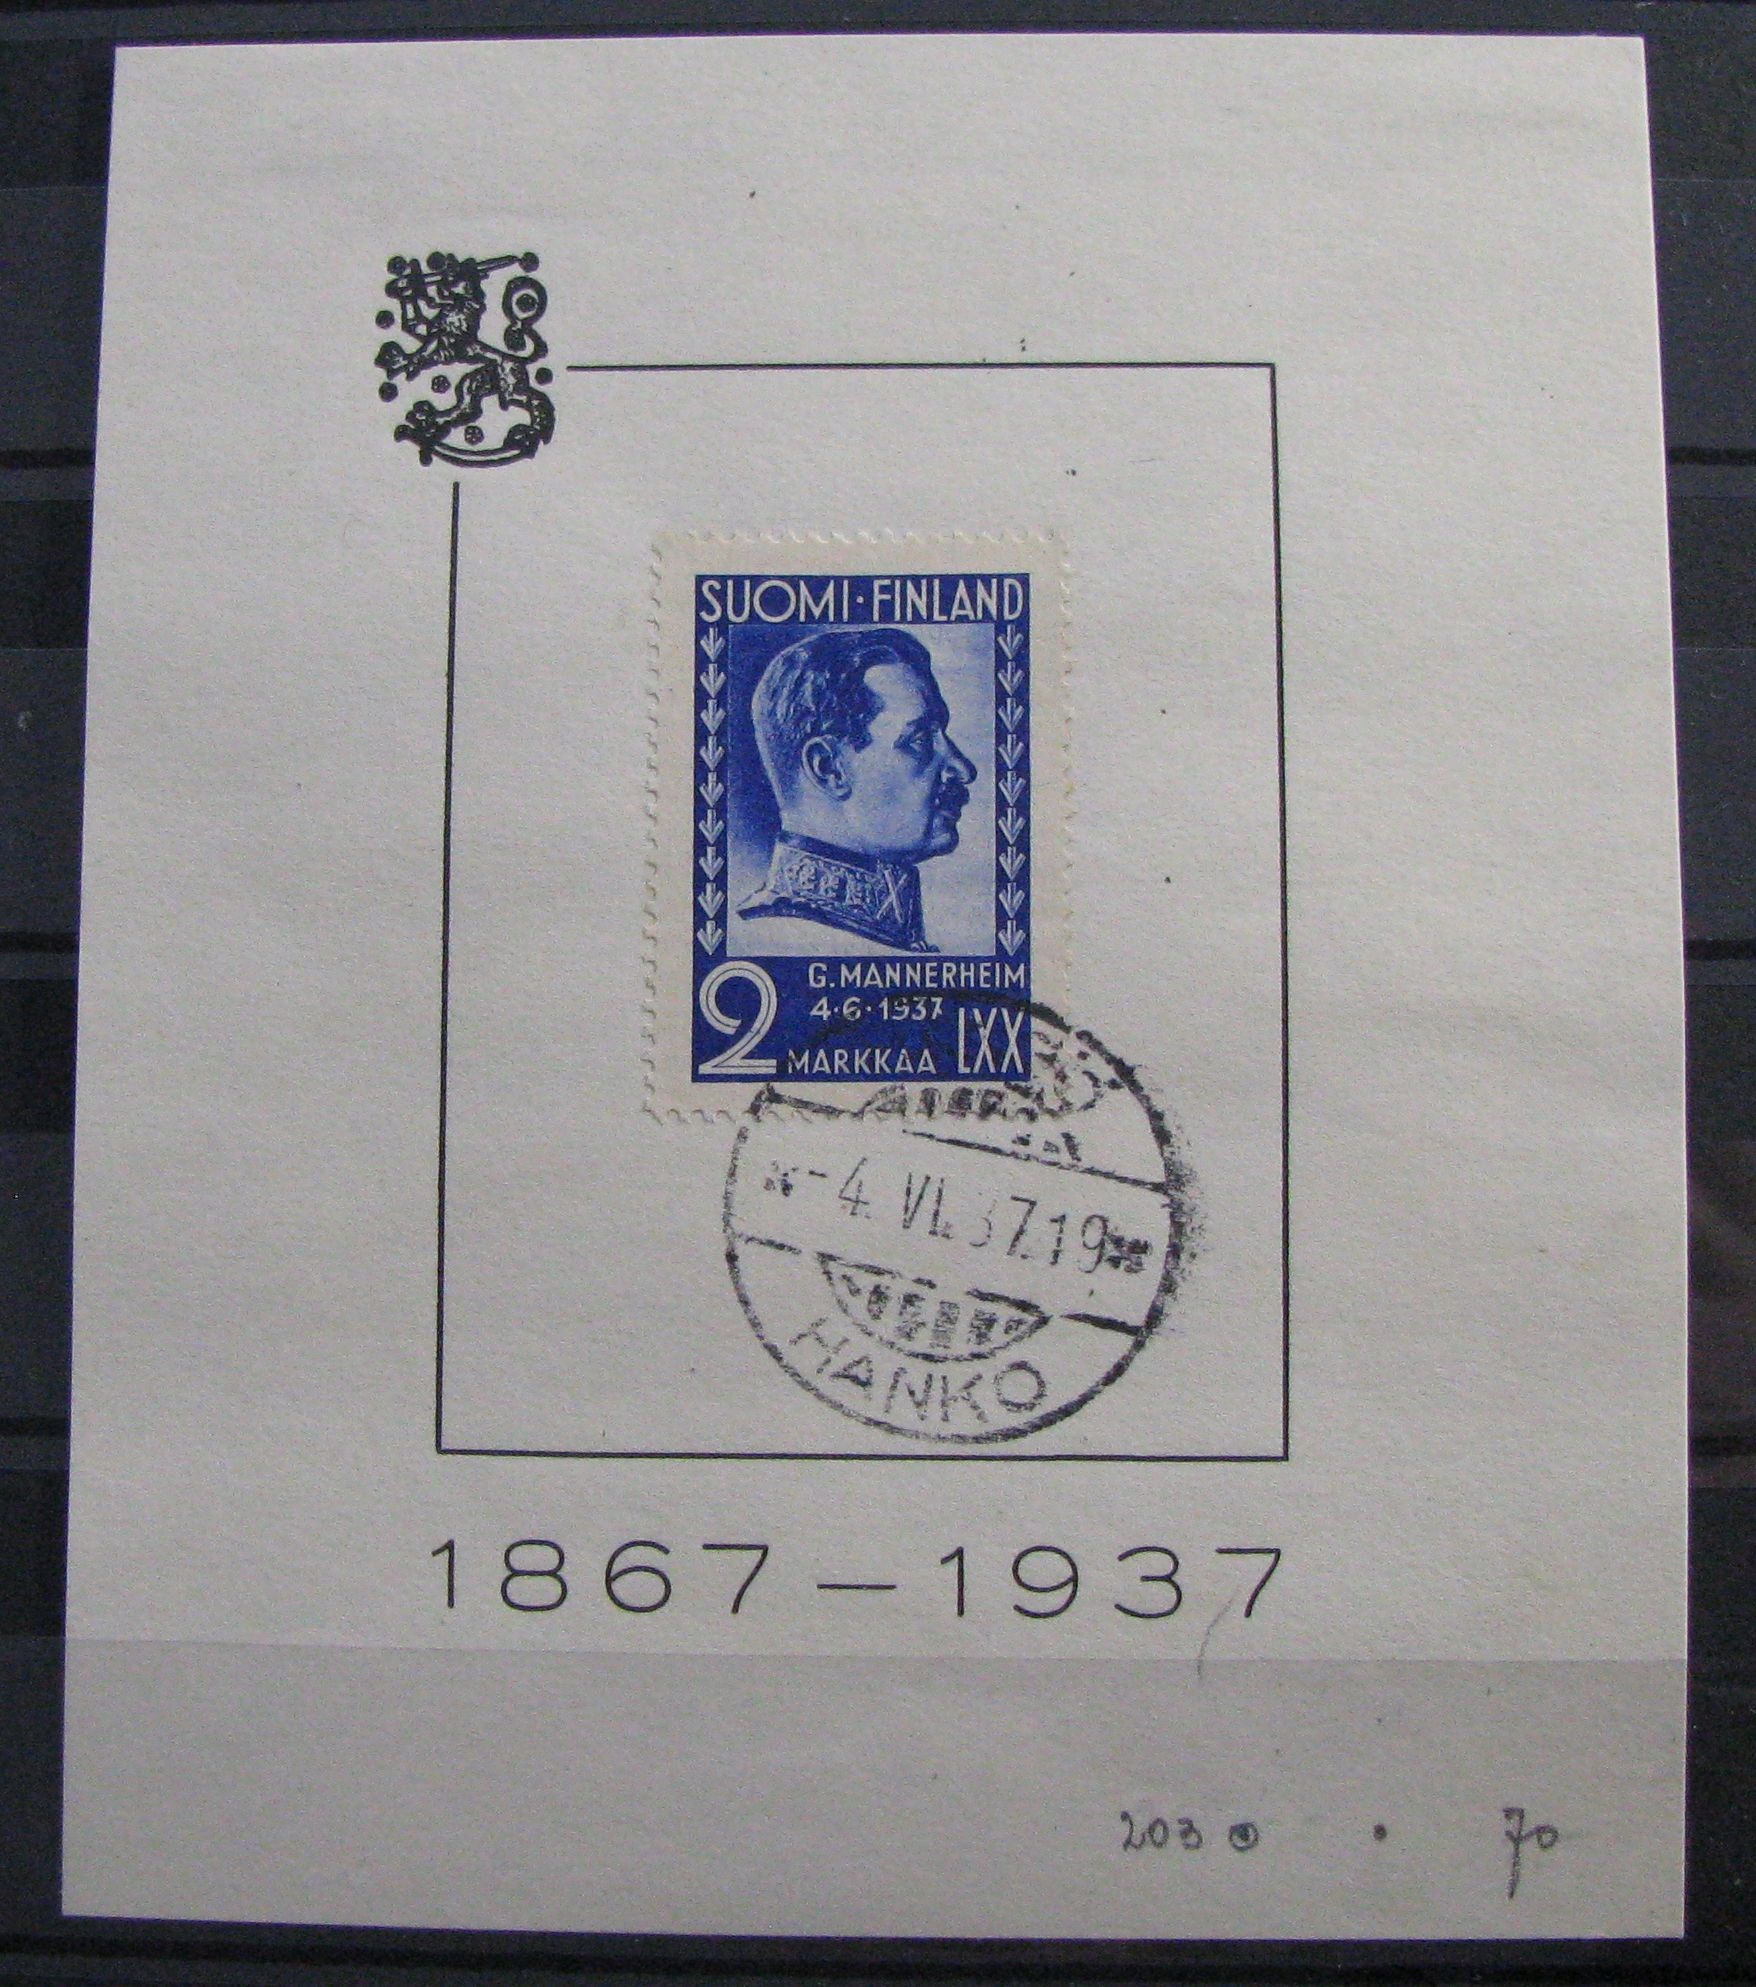 SUOMI·FINLAND
G. MANNERHEIM
4·6·1937
2 MARKKAA LXX
-4.VI.37.19
HANKO
1867–1937
203 70